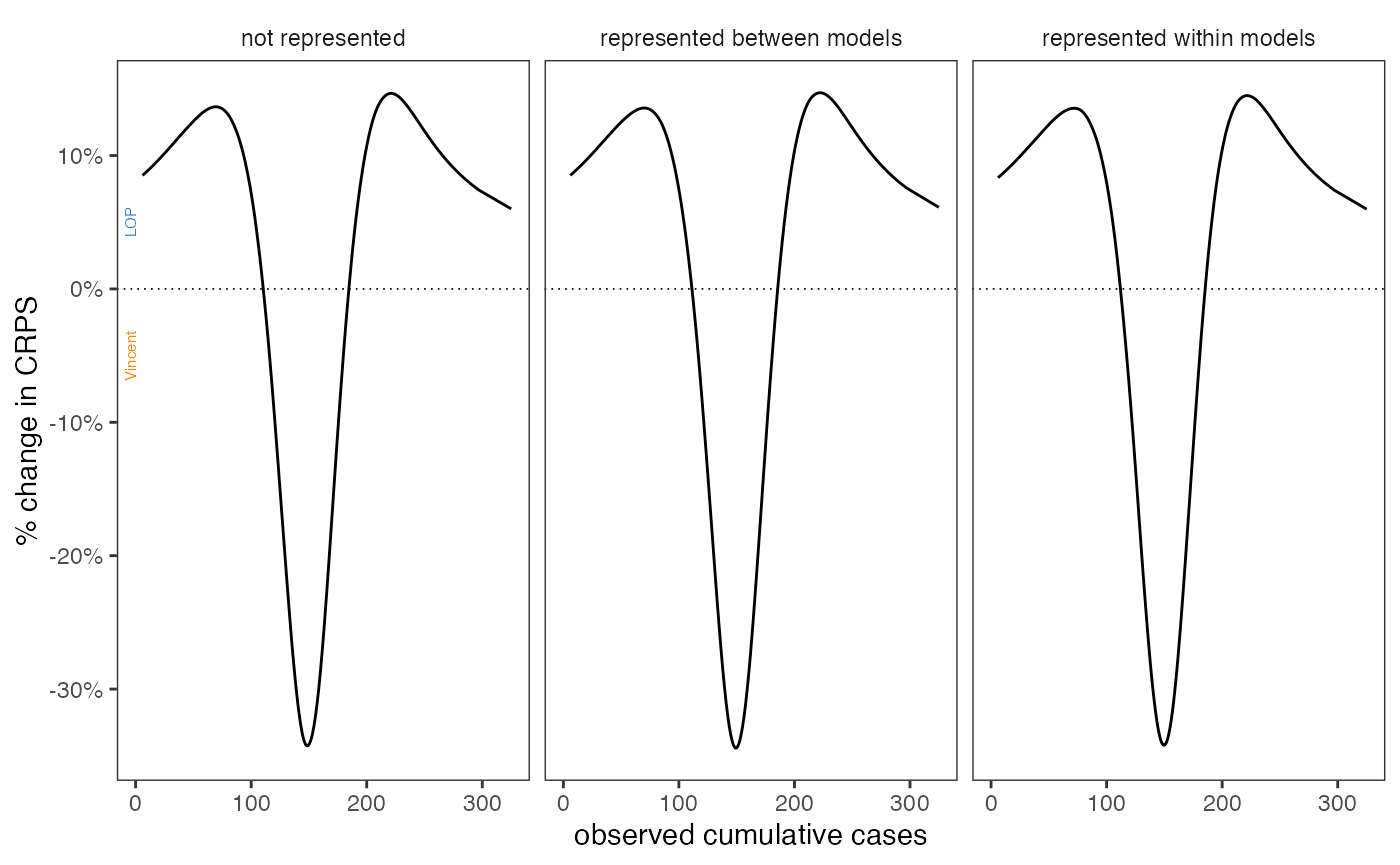 not represented
represented between models
represented within models
% change in CRPS
10%
0%
-10%
-20%
-30%
LOP
Vincent
0 100 200 300
0 100 200 300
0 100 200 300
observed cumulative cases